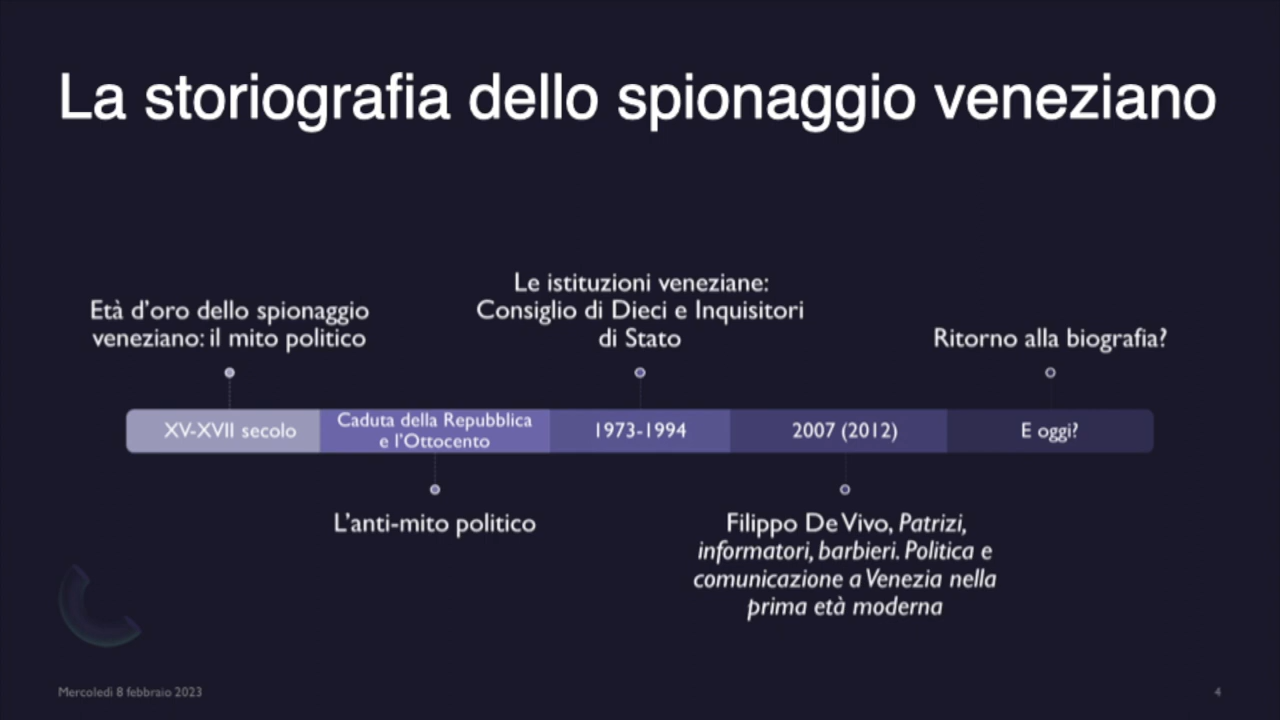 La storiografia dello spionaggio veneziano
Età d'oro dello spionaggio
veneziano: il mito politico
Le istituzioni veneziane:
Consiglio di Dieci e Inquisitori
di Stato
Ritorno alla biografia?
XV-XVII secolo
Caduta della Repubblica
e l'Ottocento
1973-1994
2007 (2012)
E oggi?
L'anti-mito politico
Filippo De Vivo, Patrizi,
informatori, barbieri. Politica e
comunicazione a Venezia nella
prima età moderna
Mercoledì 8 febbraio 2023
4